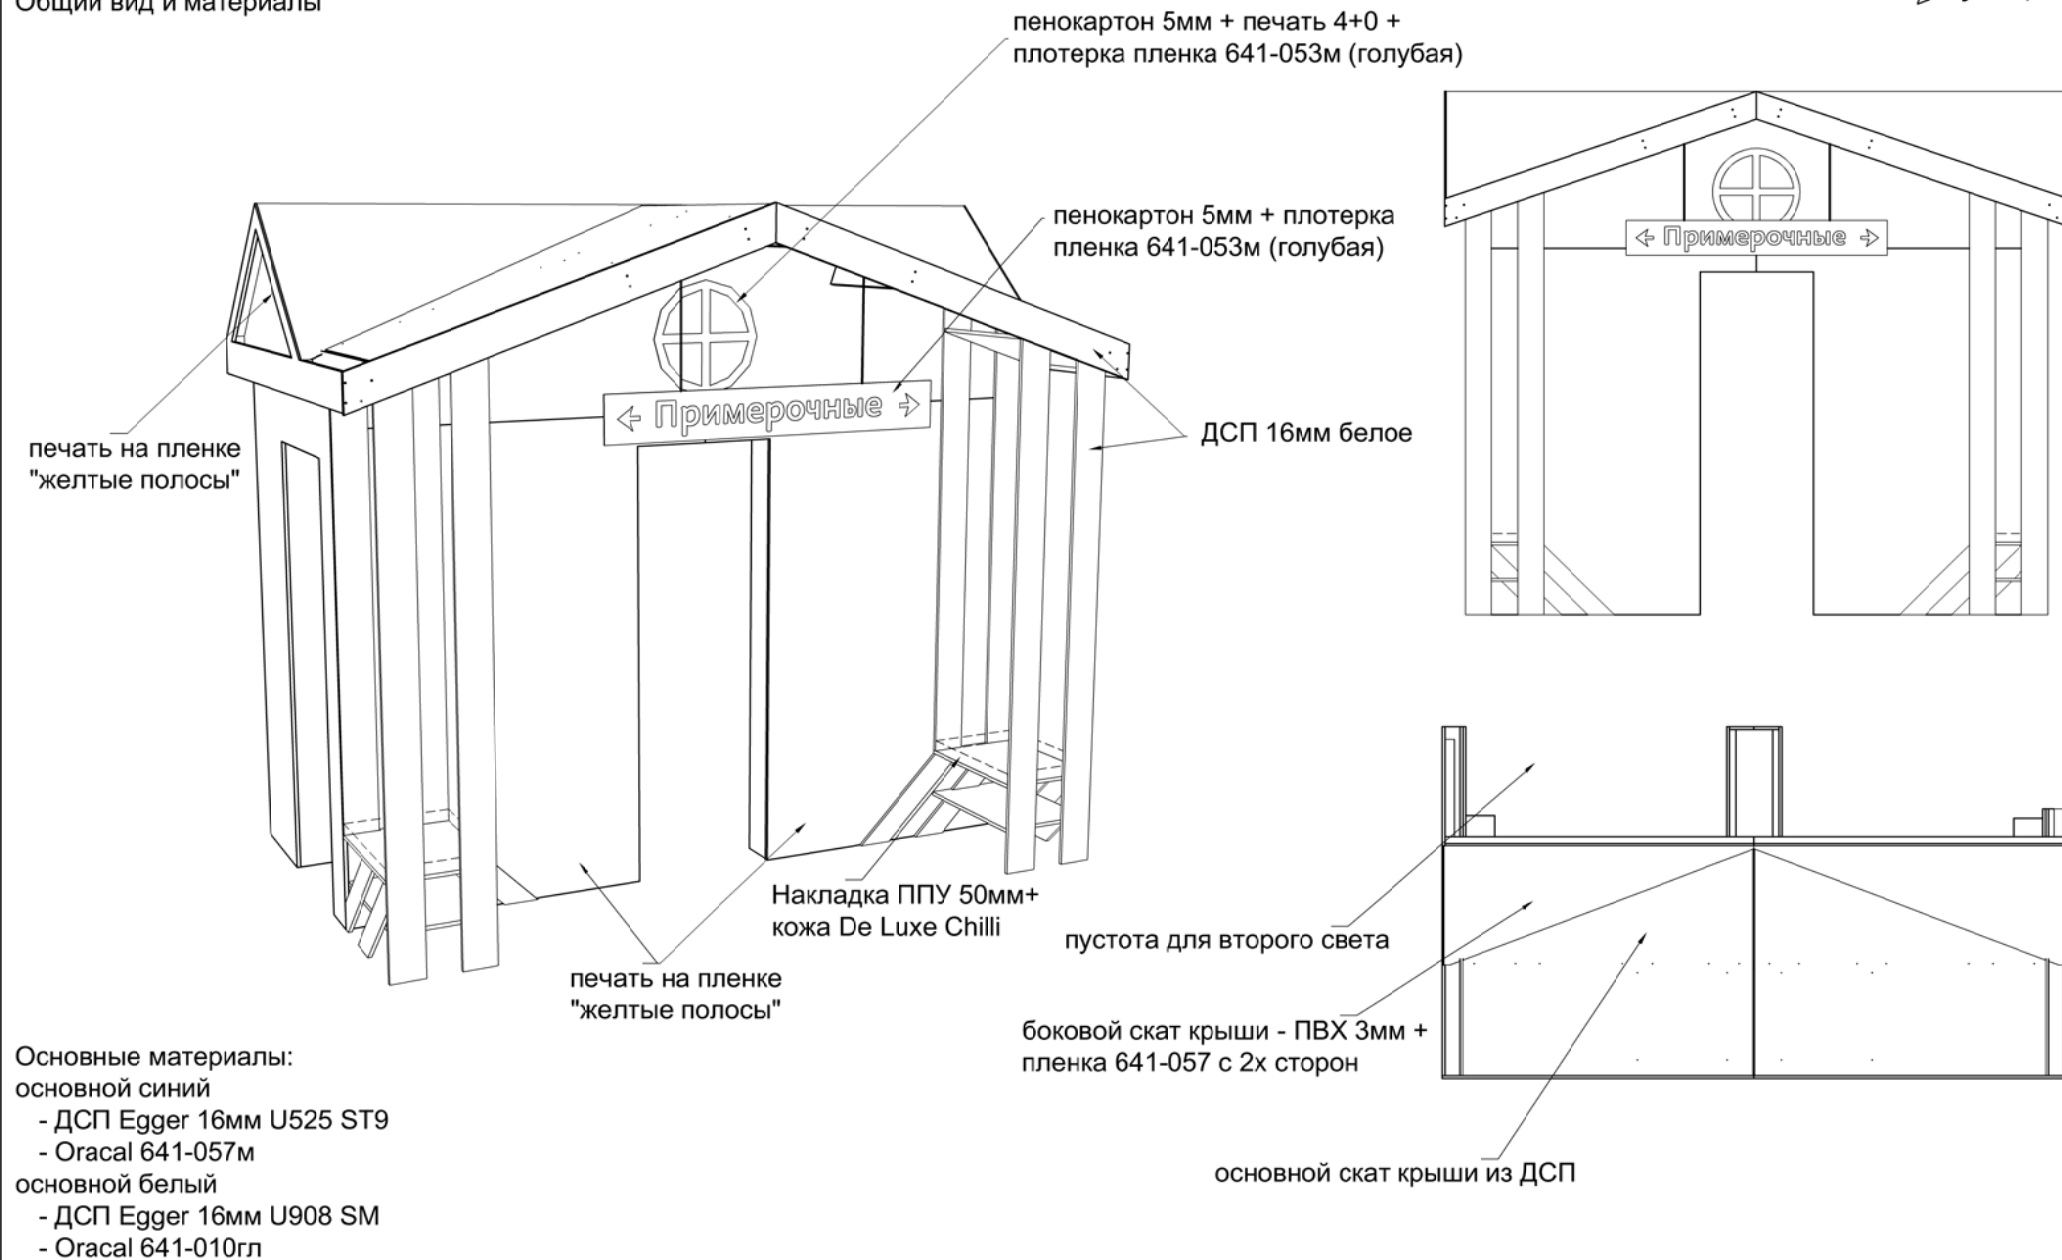 Общий вид и материалы
пенокартон 5мм + печать 4+0 +
плотерка пленка 641-053м (голубая)
пенокартон 5мм + плотерка
пленка 641-053м (голубая)
← Примерочные →
← Примерочные →
печать на пленке
"желтые полосы"
ДСП 16мм белое
Накладка ППУ 50мм+
кожа De Luxe Chilli
печать на пленке
"желтые полосы"
пустота для второго света
боковой скат крыши - ПВХ 3мм +
пленка 641-057 с 2х сторон
основной скат крыши из ДСП
Основные материалы:
основной синий
- ДСП Egger 16мм U525 ST9
- Oracal 641-057м
основной белый
- ДСП Egger 16мм U908 SM
- Oracal 641-010гл